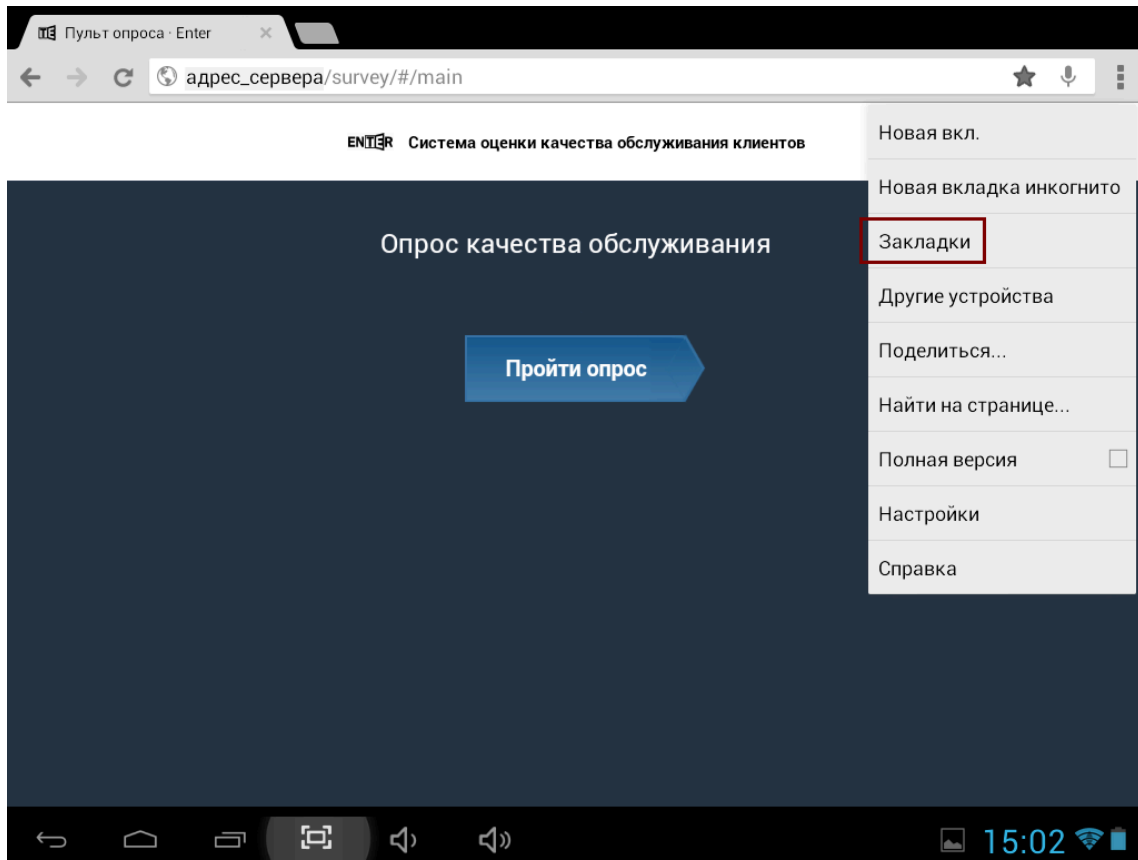 Пульт опроса · Enter
адрес_сервера/survey/#/main
ENTER Система оценки качества обслуживания клиентов
Опрос качества обслуживания
Пройти опрос
Новая вкл.
Новая вкладка инкогнито
Закладки
Другие устройства
Поделиться...
Найти на странице...
Полная версия
Настройки
Справка
15:02